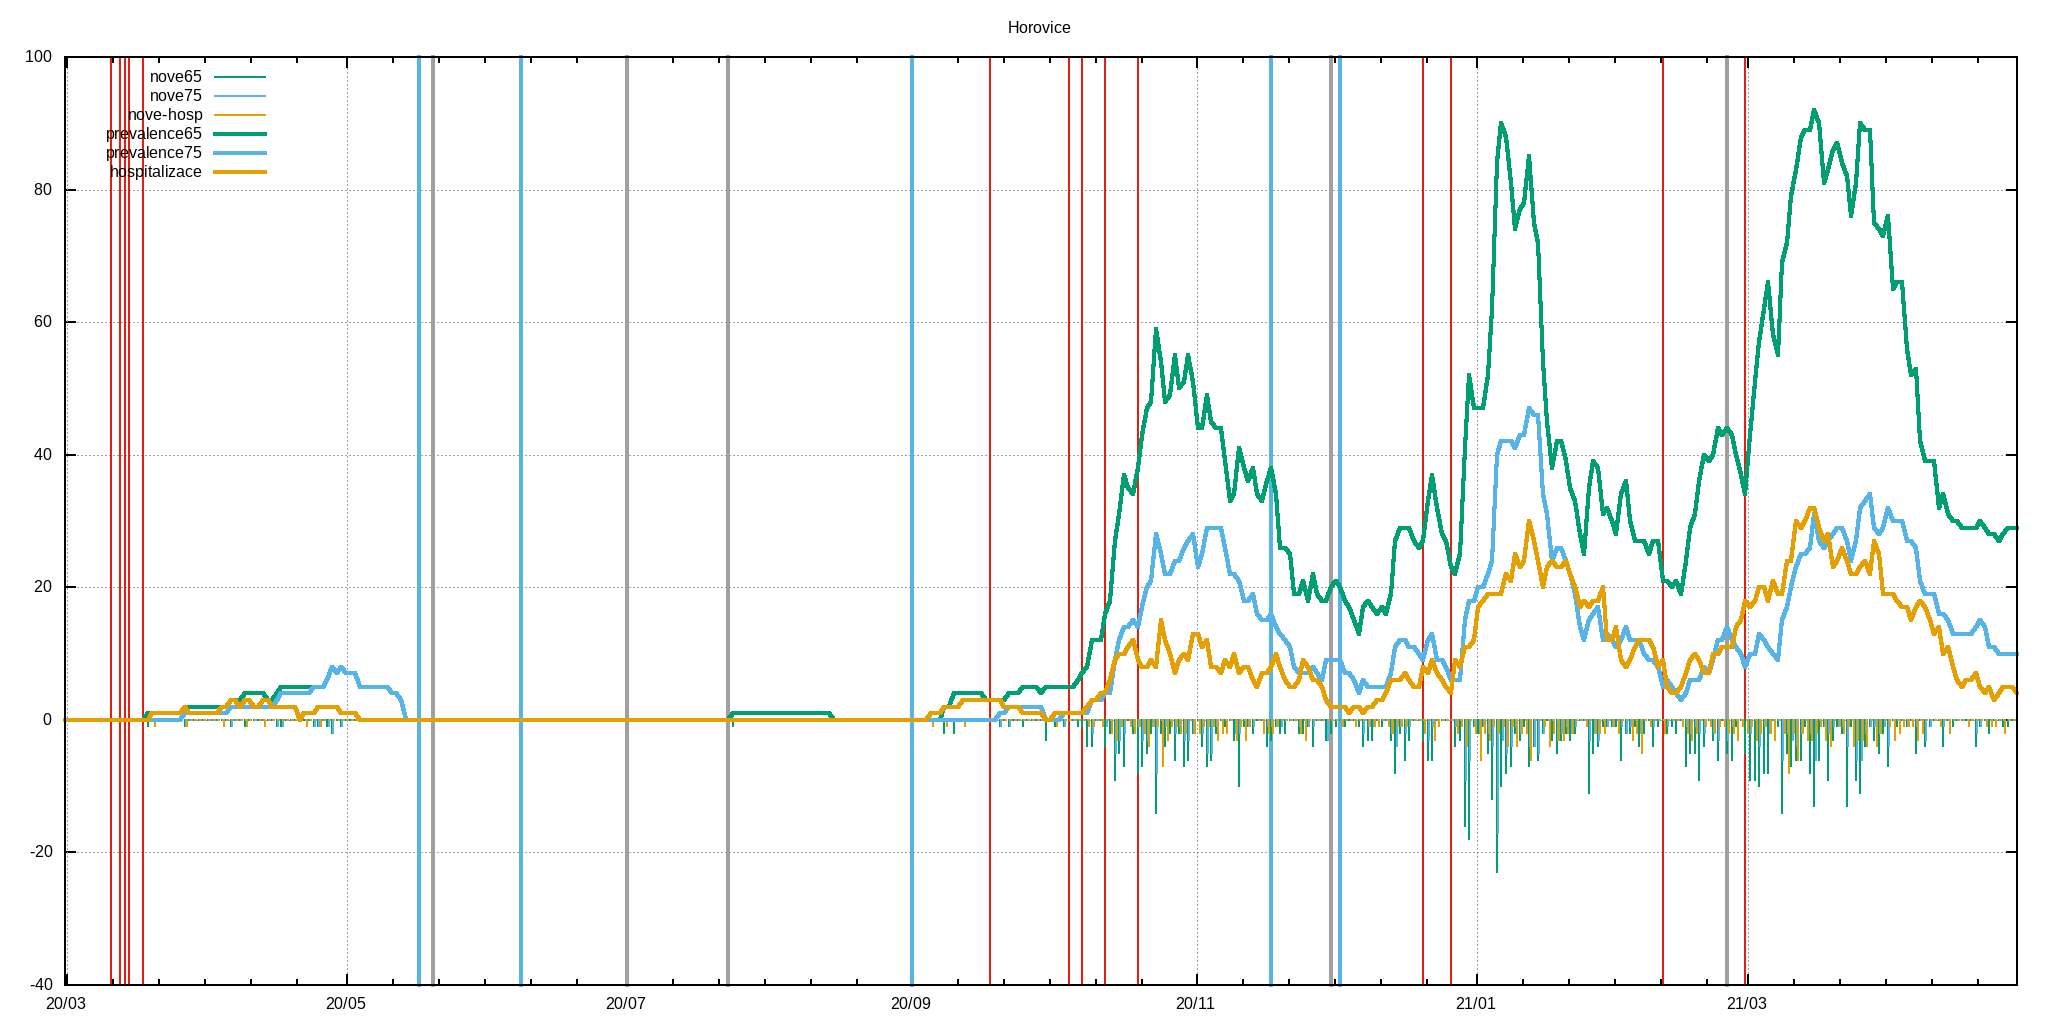 Horovice
100
80
60
40
20
0
-20
-40
nove65
nove75
nove-hosp
prevalence65
prevalence75
hospitalizace
20/03 20/05 20/07 20/09 20/11 21/01 21/03